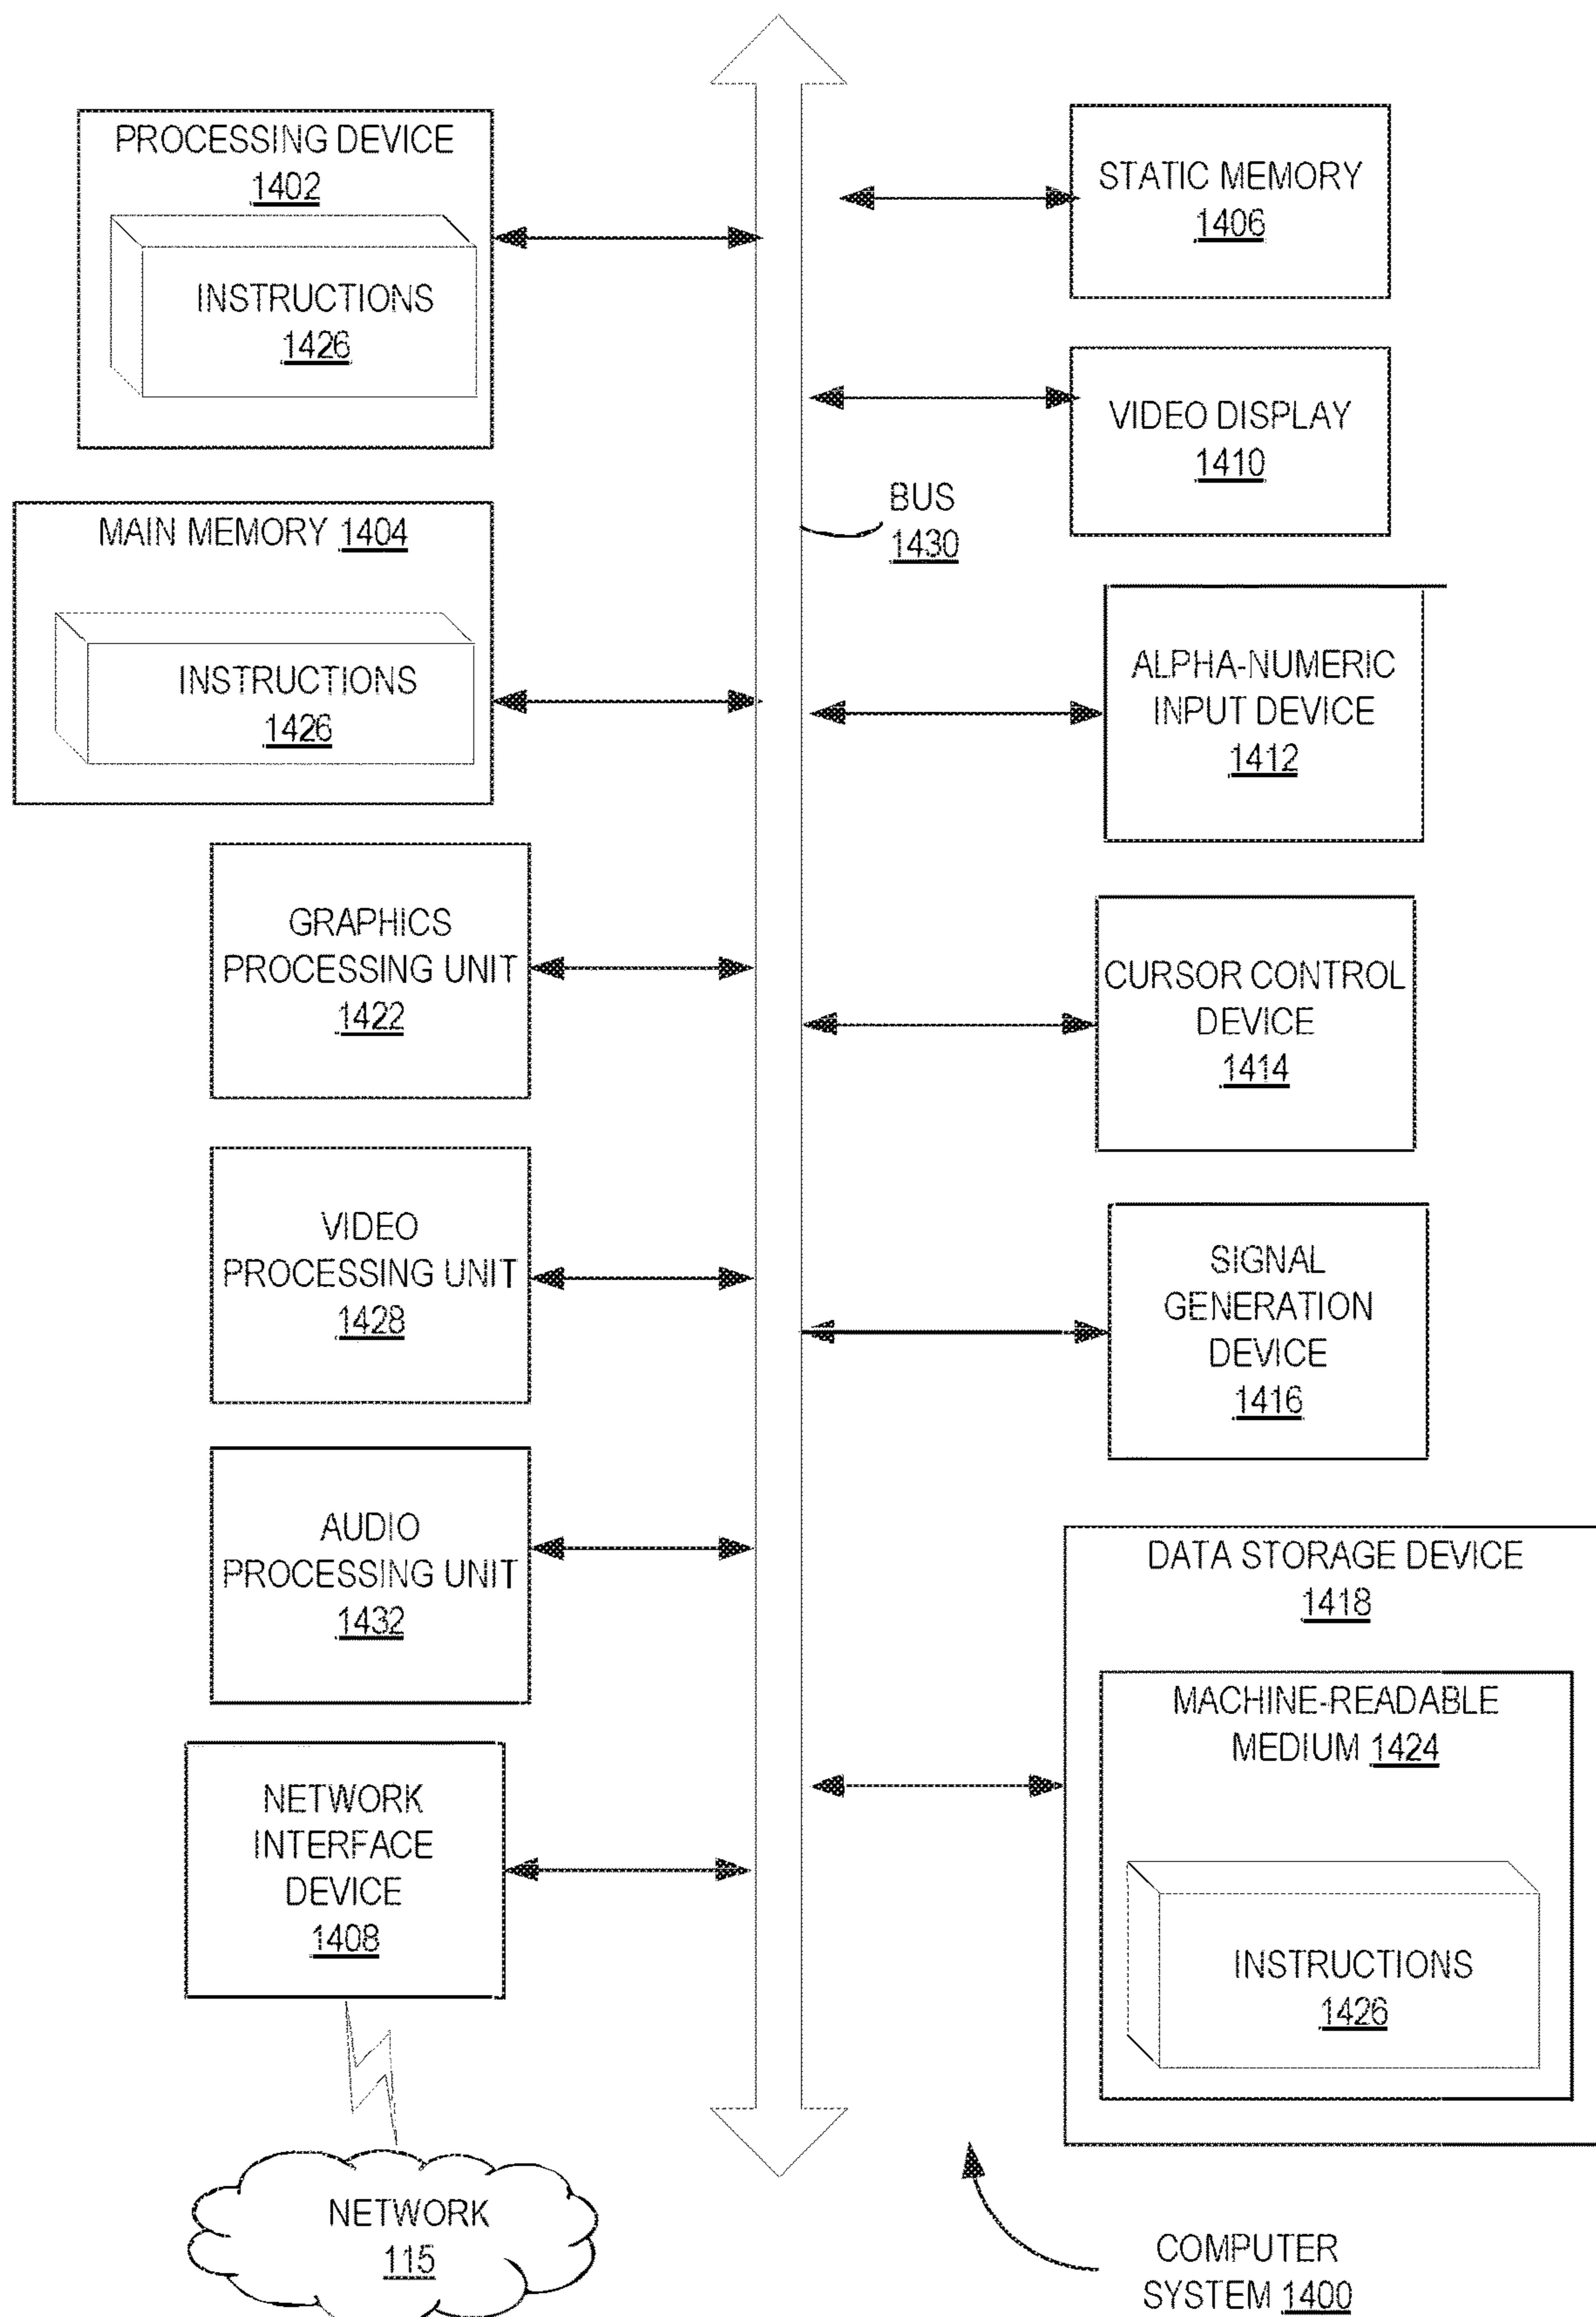 PROCESSING DEVICE
1402
INSTRUCTIONS
1426
MAIN MEMORY 1404
INSTRUCTIONS
1426
GRAPHICS
PROCESSING UNIT
1422
VIDEO
PROCESSING UNIT
1428
AUDIO
PROCESSING UNIT
1432
NETWORK
INTERFACE
DEVICE
1408
NETWORK
115
BUS
1430
STATIC MEMORY
1406
VIDEO DISPLAY
1410
ALPHA-NUMERIC
INPUT DEVICE
1412
CURSOR CONTROL
DEVICE
1414
SIGNAL
GENERATION
DEVICE
1416
DATA STORAGE DEVICE
1418
MACHINE-READABLE
MEDIUM 1424
INSTRUCTIONS
1426
COMPUTER
SYSTEM 1400